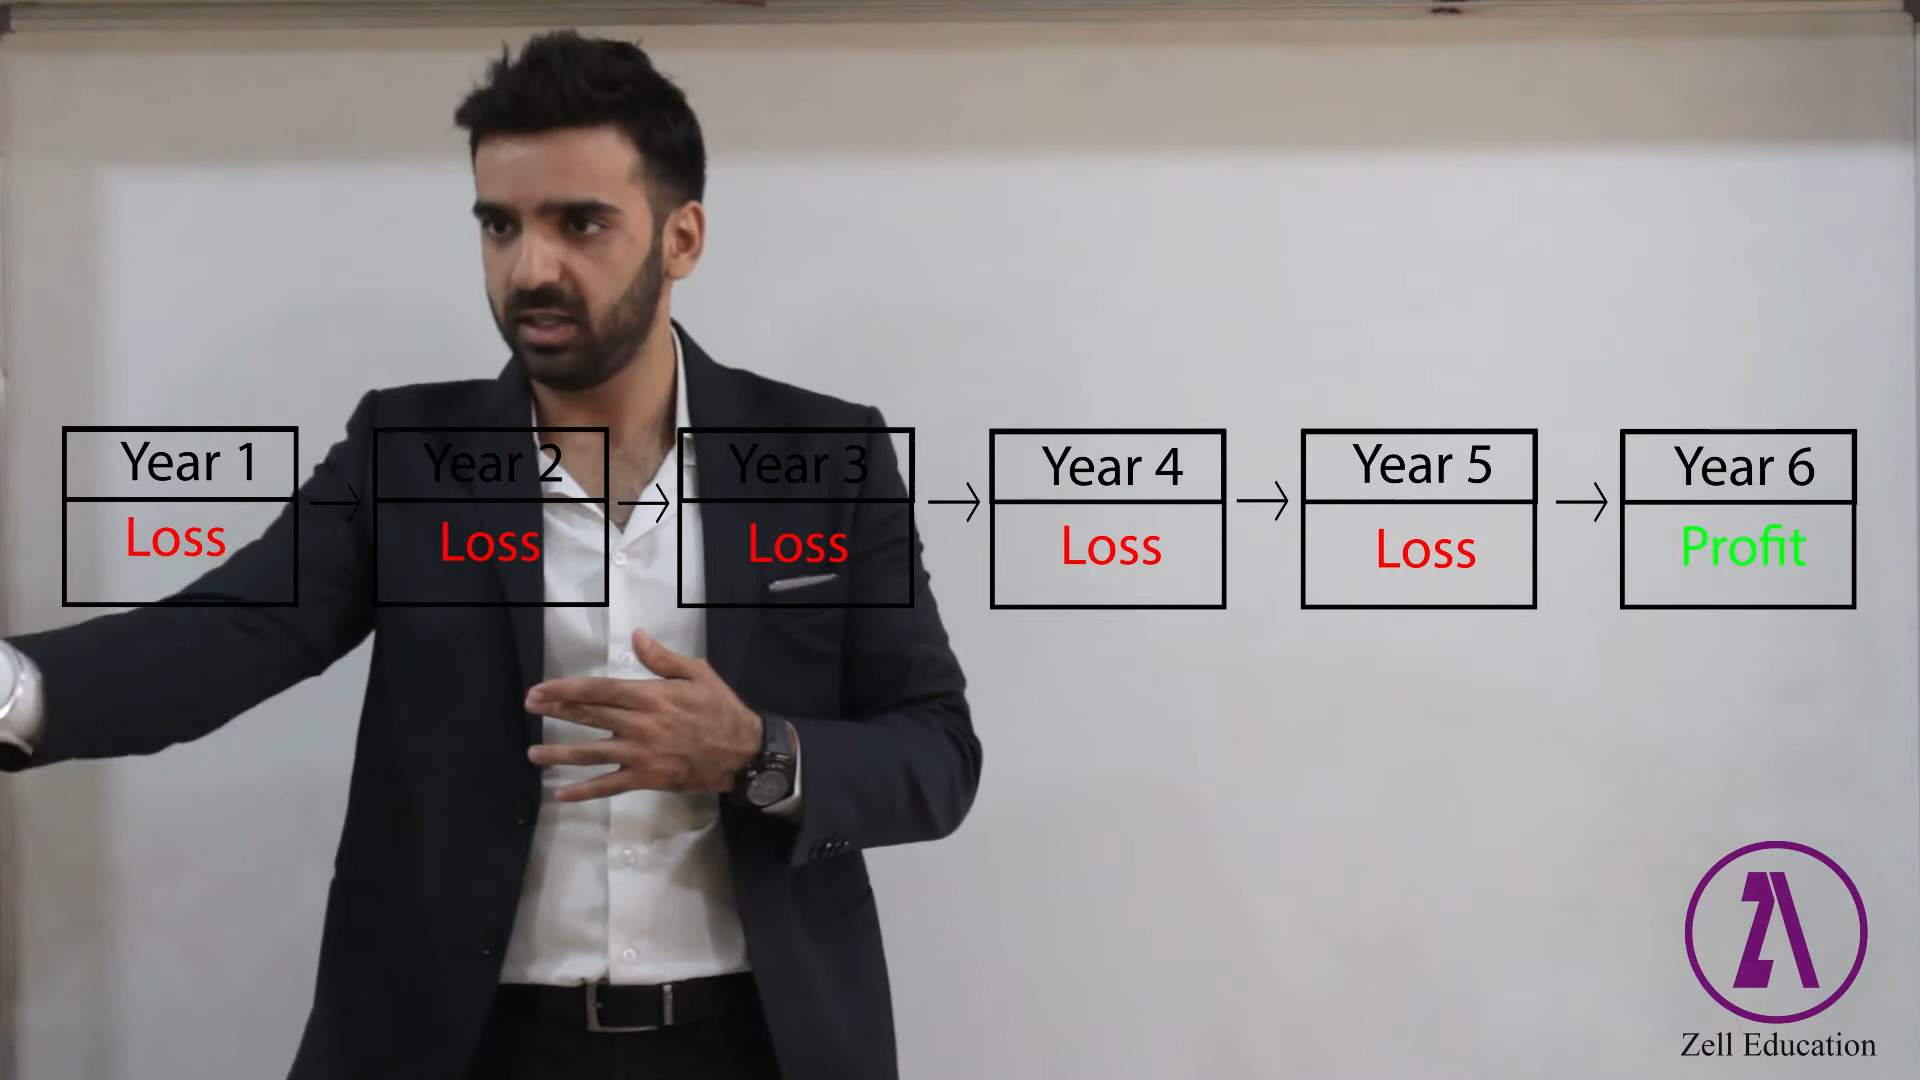 Year 1
Loss
Year 2
Loss
Year 3
Loss
Year 4
Loss
Year 5
Loss
Year 6
Profit
Zell Education